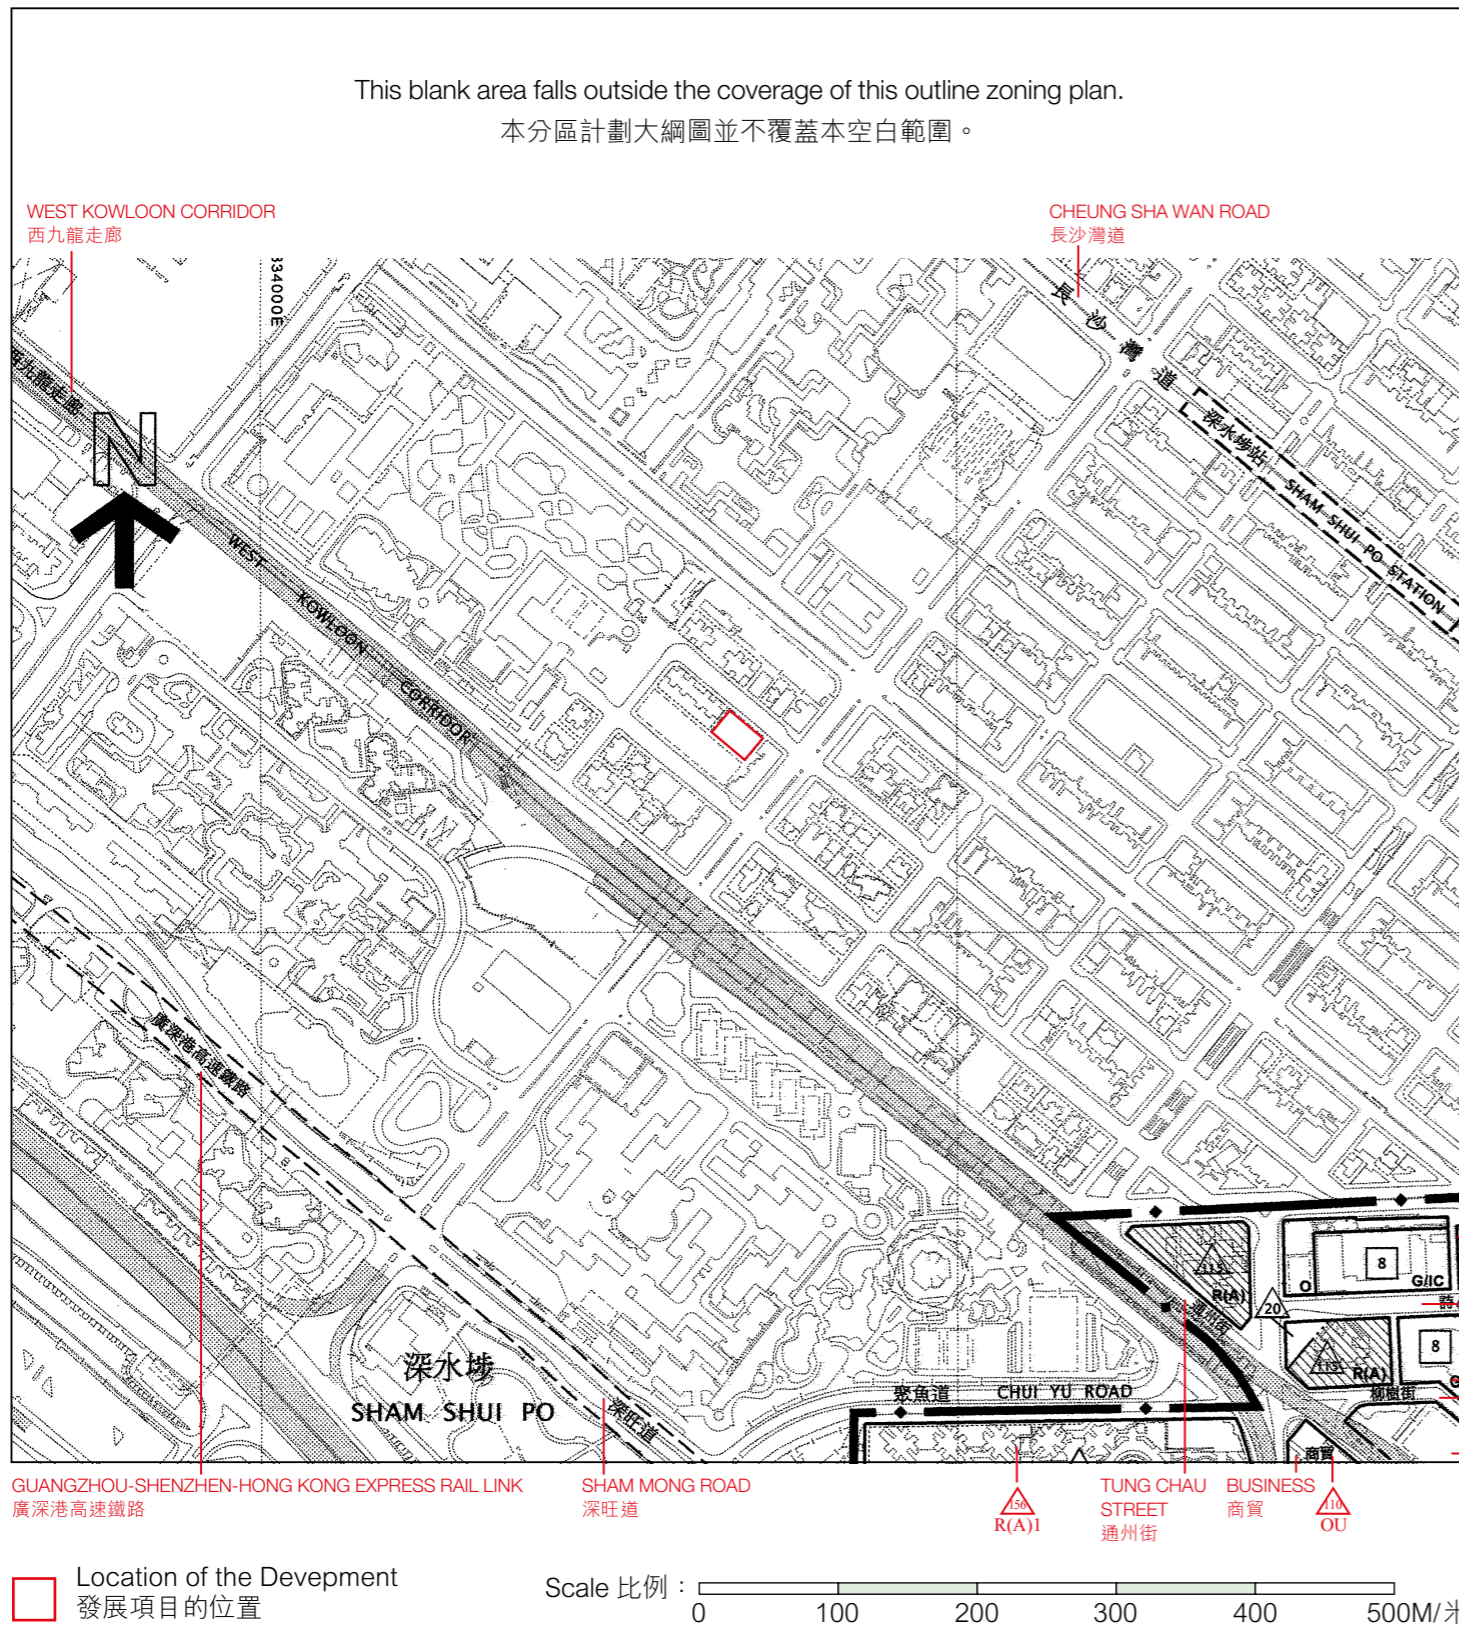 This blank area falls outside the coverage of this outline zoning plan.
本分區計劃大綱圖並不覆蓋本空白範圍。
WEST KOWLOON CORRIDOR
西九龍走廊
CHEUNG SHA WAN ROAD
長沙灣道
834000E
長沙灣道
西九龍走廊
N
深水埗站 SHAM SHUI PO STATION
WEST KOWLOON CORRIDOR
廣深港高速鐵路
115
R(A)
O
8
G/IC
通州街
20
115
R(A)
8
柳樹街
深水埗
SHAM SHUI PO
深旺道
聚魚道 CHUI YU ROAD
商貿
GUANGZHOU-SHENZHEN-HONG KONG EXPRESS RAIL LINK
廣深港高速鐵路
SHAM MONG ROAD
深旺道
156
R(A)1
TUNG CHAU
STREET
通州街
BUSINESS
商貿
110
OU
Location of the Devepment
發展項目的位置
Scale 比例：
0 100 200 300 400 500M/米